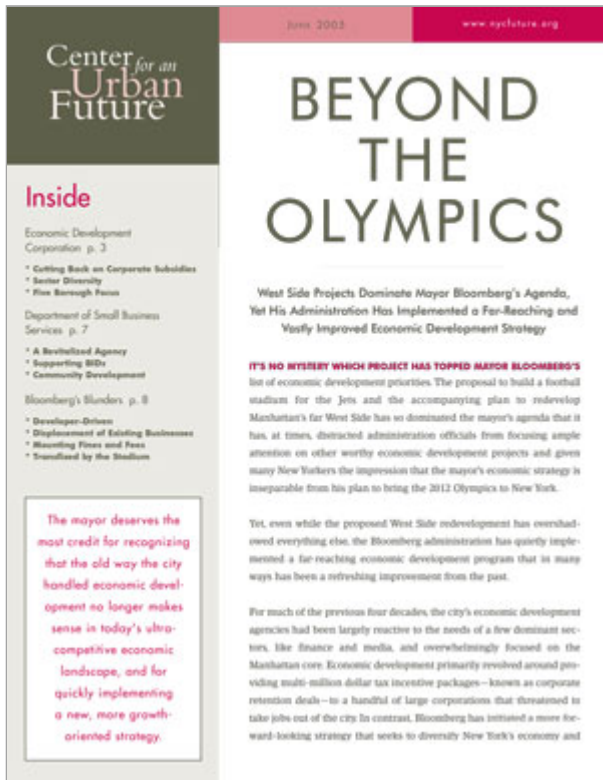 June 2005
www.nycfuture.org
Center for an
Urban
Future
BEYOND
THE
OLYMPICS
Inside
Economic Development
Corporation p. 3
* Cutting Back on Corporate Subsidies
* Sector Diversity
* Five Borough Focus
Department of Small Business
Services p. 7
* A Revitalized Agency
* Supporting BIDs
* Community Development
Bloomberg's Blunders p. 8
* Developer-Driven
* Displacement of Existing Businesses
* Mounting Fines and Fees
* Transfixed by the Stadium
The mayor deserves the
most credit for recognizing
that the old way the city
handled economic devel-
opment no longer makes
sense in today's ultra-
competitive economic
landscape, and for
quickly implementing
a new, more growth-
oriented strategy.
West Side Projects Dominate Mayor Bloomberg's Agenda,
Yet His Administration Has Implemented a Far-Reaching and
Vastly Improved Economic Development Strategy
IT'S NO MYSTERY WHICH PROJECT HAS TOPPED MAYOR BLOOMBERG'S
list of economic development priorities. The proposal to build a football
stadium for the Jets and the accompanying plan to redevelop
Manhattan's far West Side has so dominated the mayor's agenda that it
has, at times, distracted administration officials from focusing ample
attention on other worthy economic development projects and given
many New Yorkers the impression that the mayor's economic strategy is
inseparable from his plan to bring the 2012 Olympics to New York.
Yet, even while the proposed West Side redevelopment has overshad-
owed everything else, the Bloomberg administration has quietly imple-
mented a far-reaching economic development program that in many
ways has been a refreshing improvement from the past.
For much of the previous four decades, the city's economic development
agencies had been largely reactive to the needs of a few dominant sec-
tors, like finance and media, and overwhelmingly focused on the
Manhattan core. Economic development primarily revolved around pro-
viding multi-million dollar tax incentive packages—known as corporate
retention deals—to a handful of large corporations that threatened to
take jobs out of the city. In contrast, Bloomberg has initiated a more for-
ward-looking strategy that seeks to diversify New York's economy and